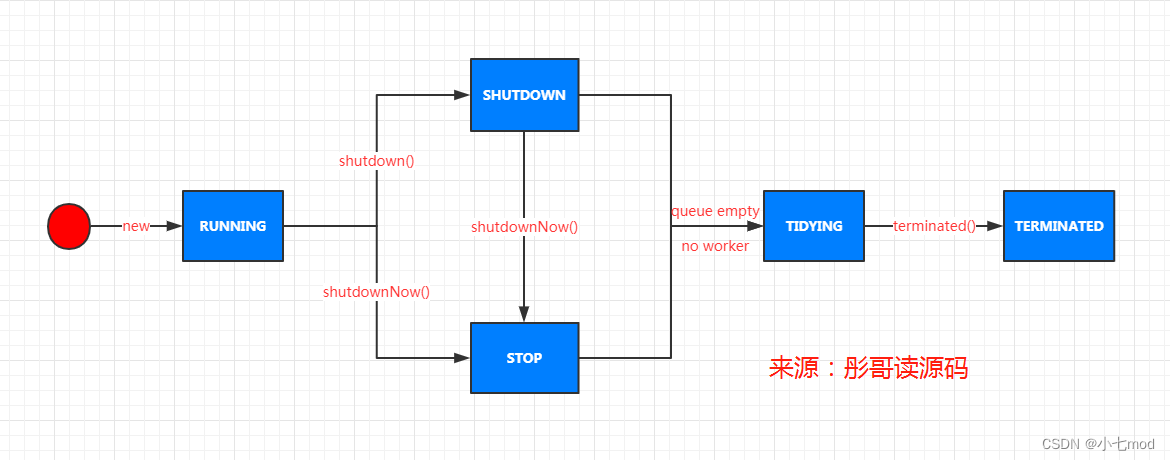 SHUTDOWN
shutdown()
new
RUNNING
shutdownNow()
queue empty
no worker
TIDYING
terminated()
TERMINATED
shutdownNow()
STOP
来源：彤哥读源码
CSDN @小七mod